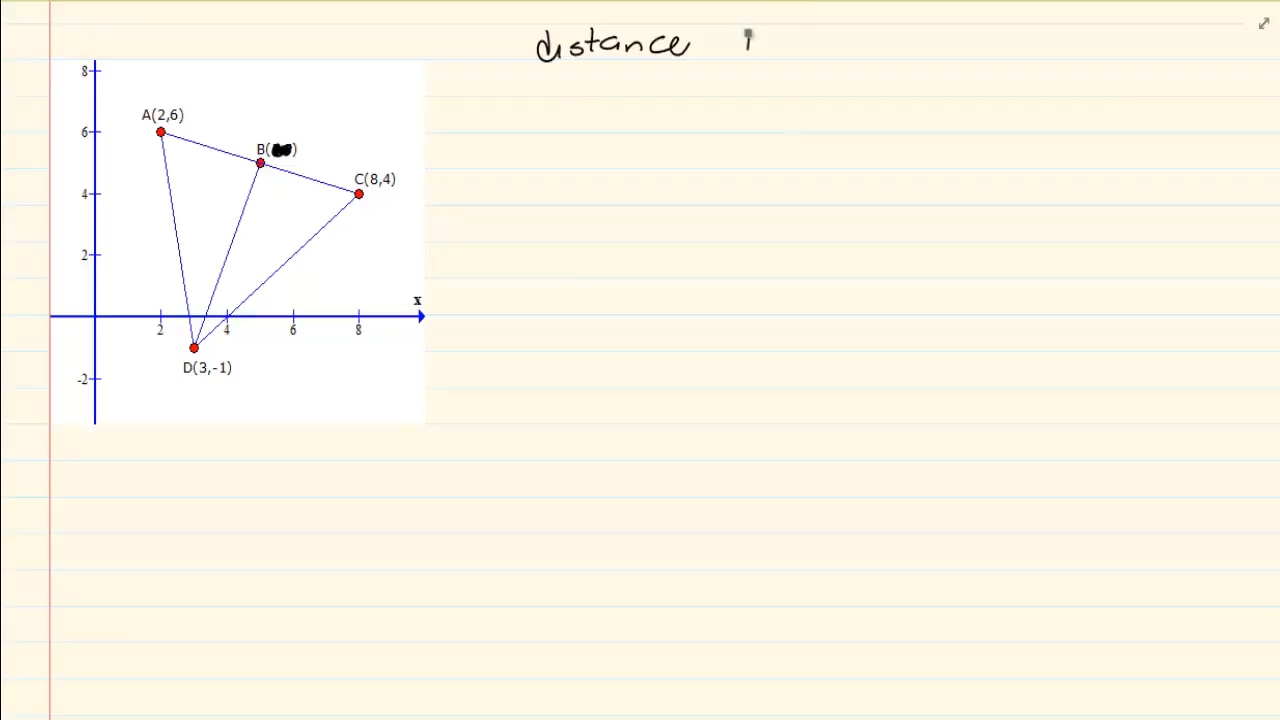 distance
8
A(2,6)
6
B( )
C(8,4)
4
2
x
2 4 6 8
D(3,-1)
-2